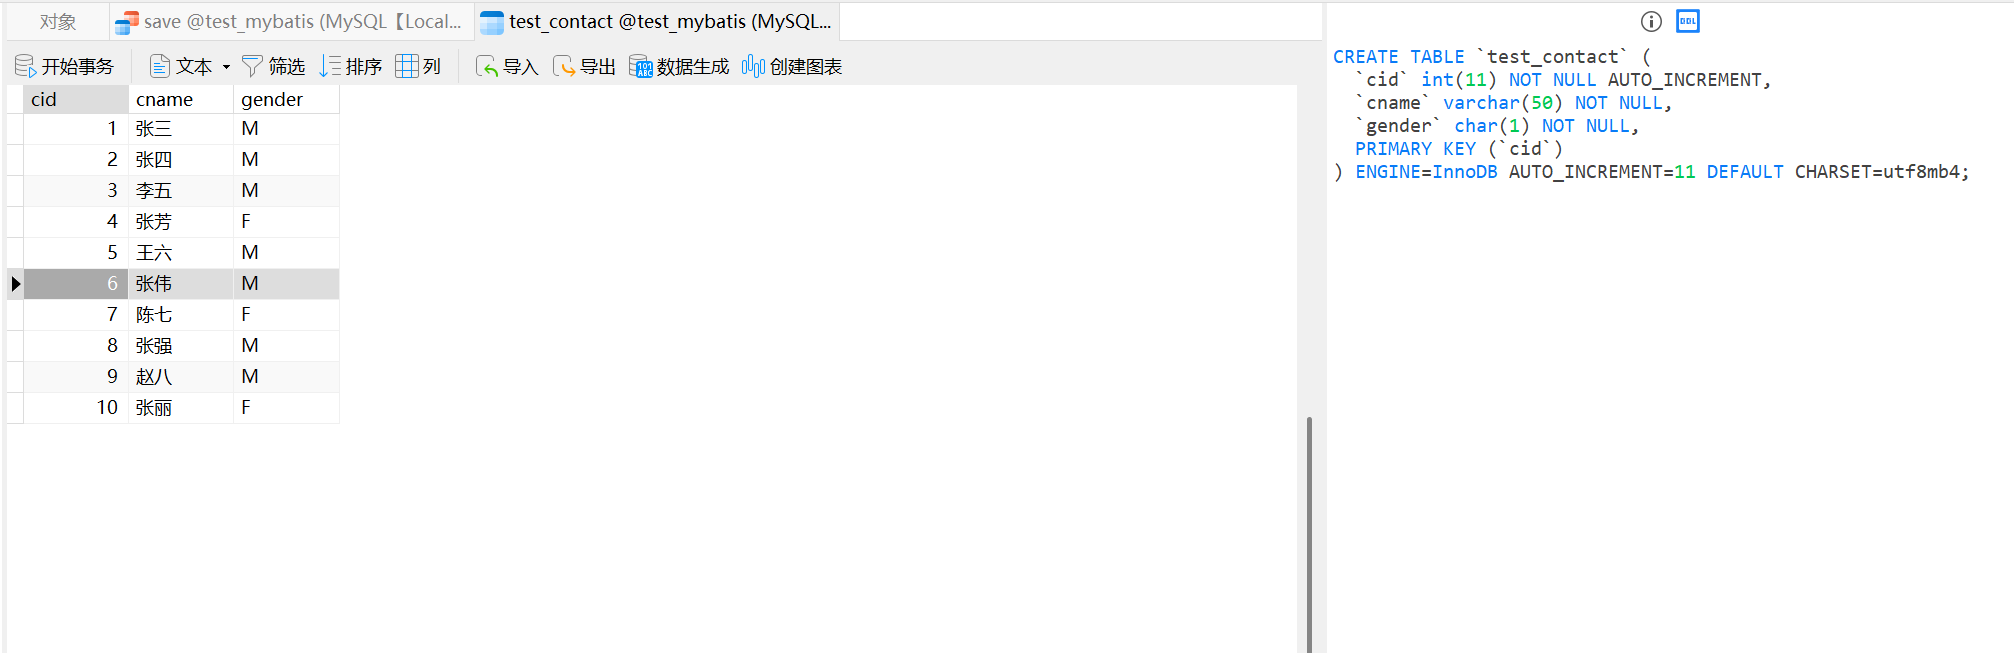 对象 save @test_mybatis (MySQL【Local... test_contact @test_mybatis (MySQL...
开始事务 文本 筛选 排序 列 导入 导出 数据生成 创建图表
cid cname gender
1 张三 M
2 张四 M
3 李五 M
4 张芳 F
5 王六 M
6 张伟 M
7 陈七 F
8 张强 M
9 赵八 M
10 张丽 F
DDL
CREATE TABLE `test_contact` (
  `cid` int(11) NOT NULL AUTO_INCREMENT,
  `cname` varchar(50) NOT NULL,
  `gender` char(1) NOT NULL,
  PRIMARY KEY (`cid`)
) ENGINE=InnoDB AUTO_INCREMENT=11 DEFAULT CHARSET=utf8mb4;